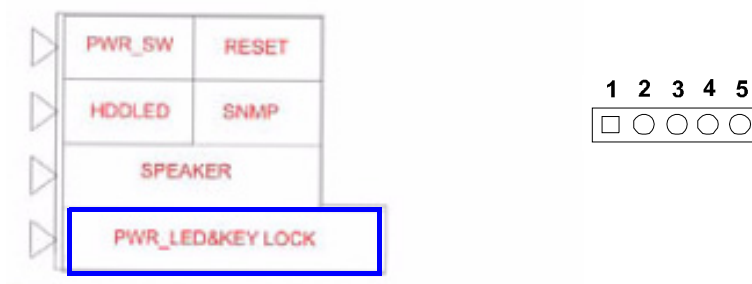 PWR_SW RESET
HDDLED SNMP
SPEAKER
PWR_LED&KEY LOCK
1 2 3 4 5